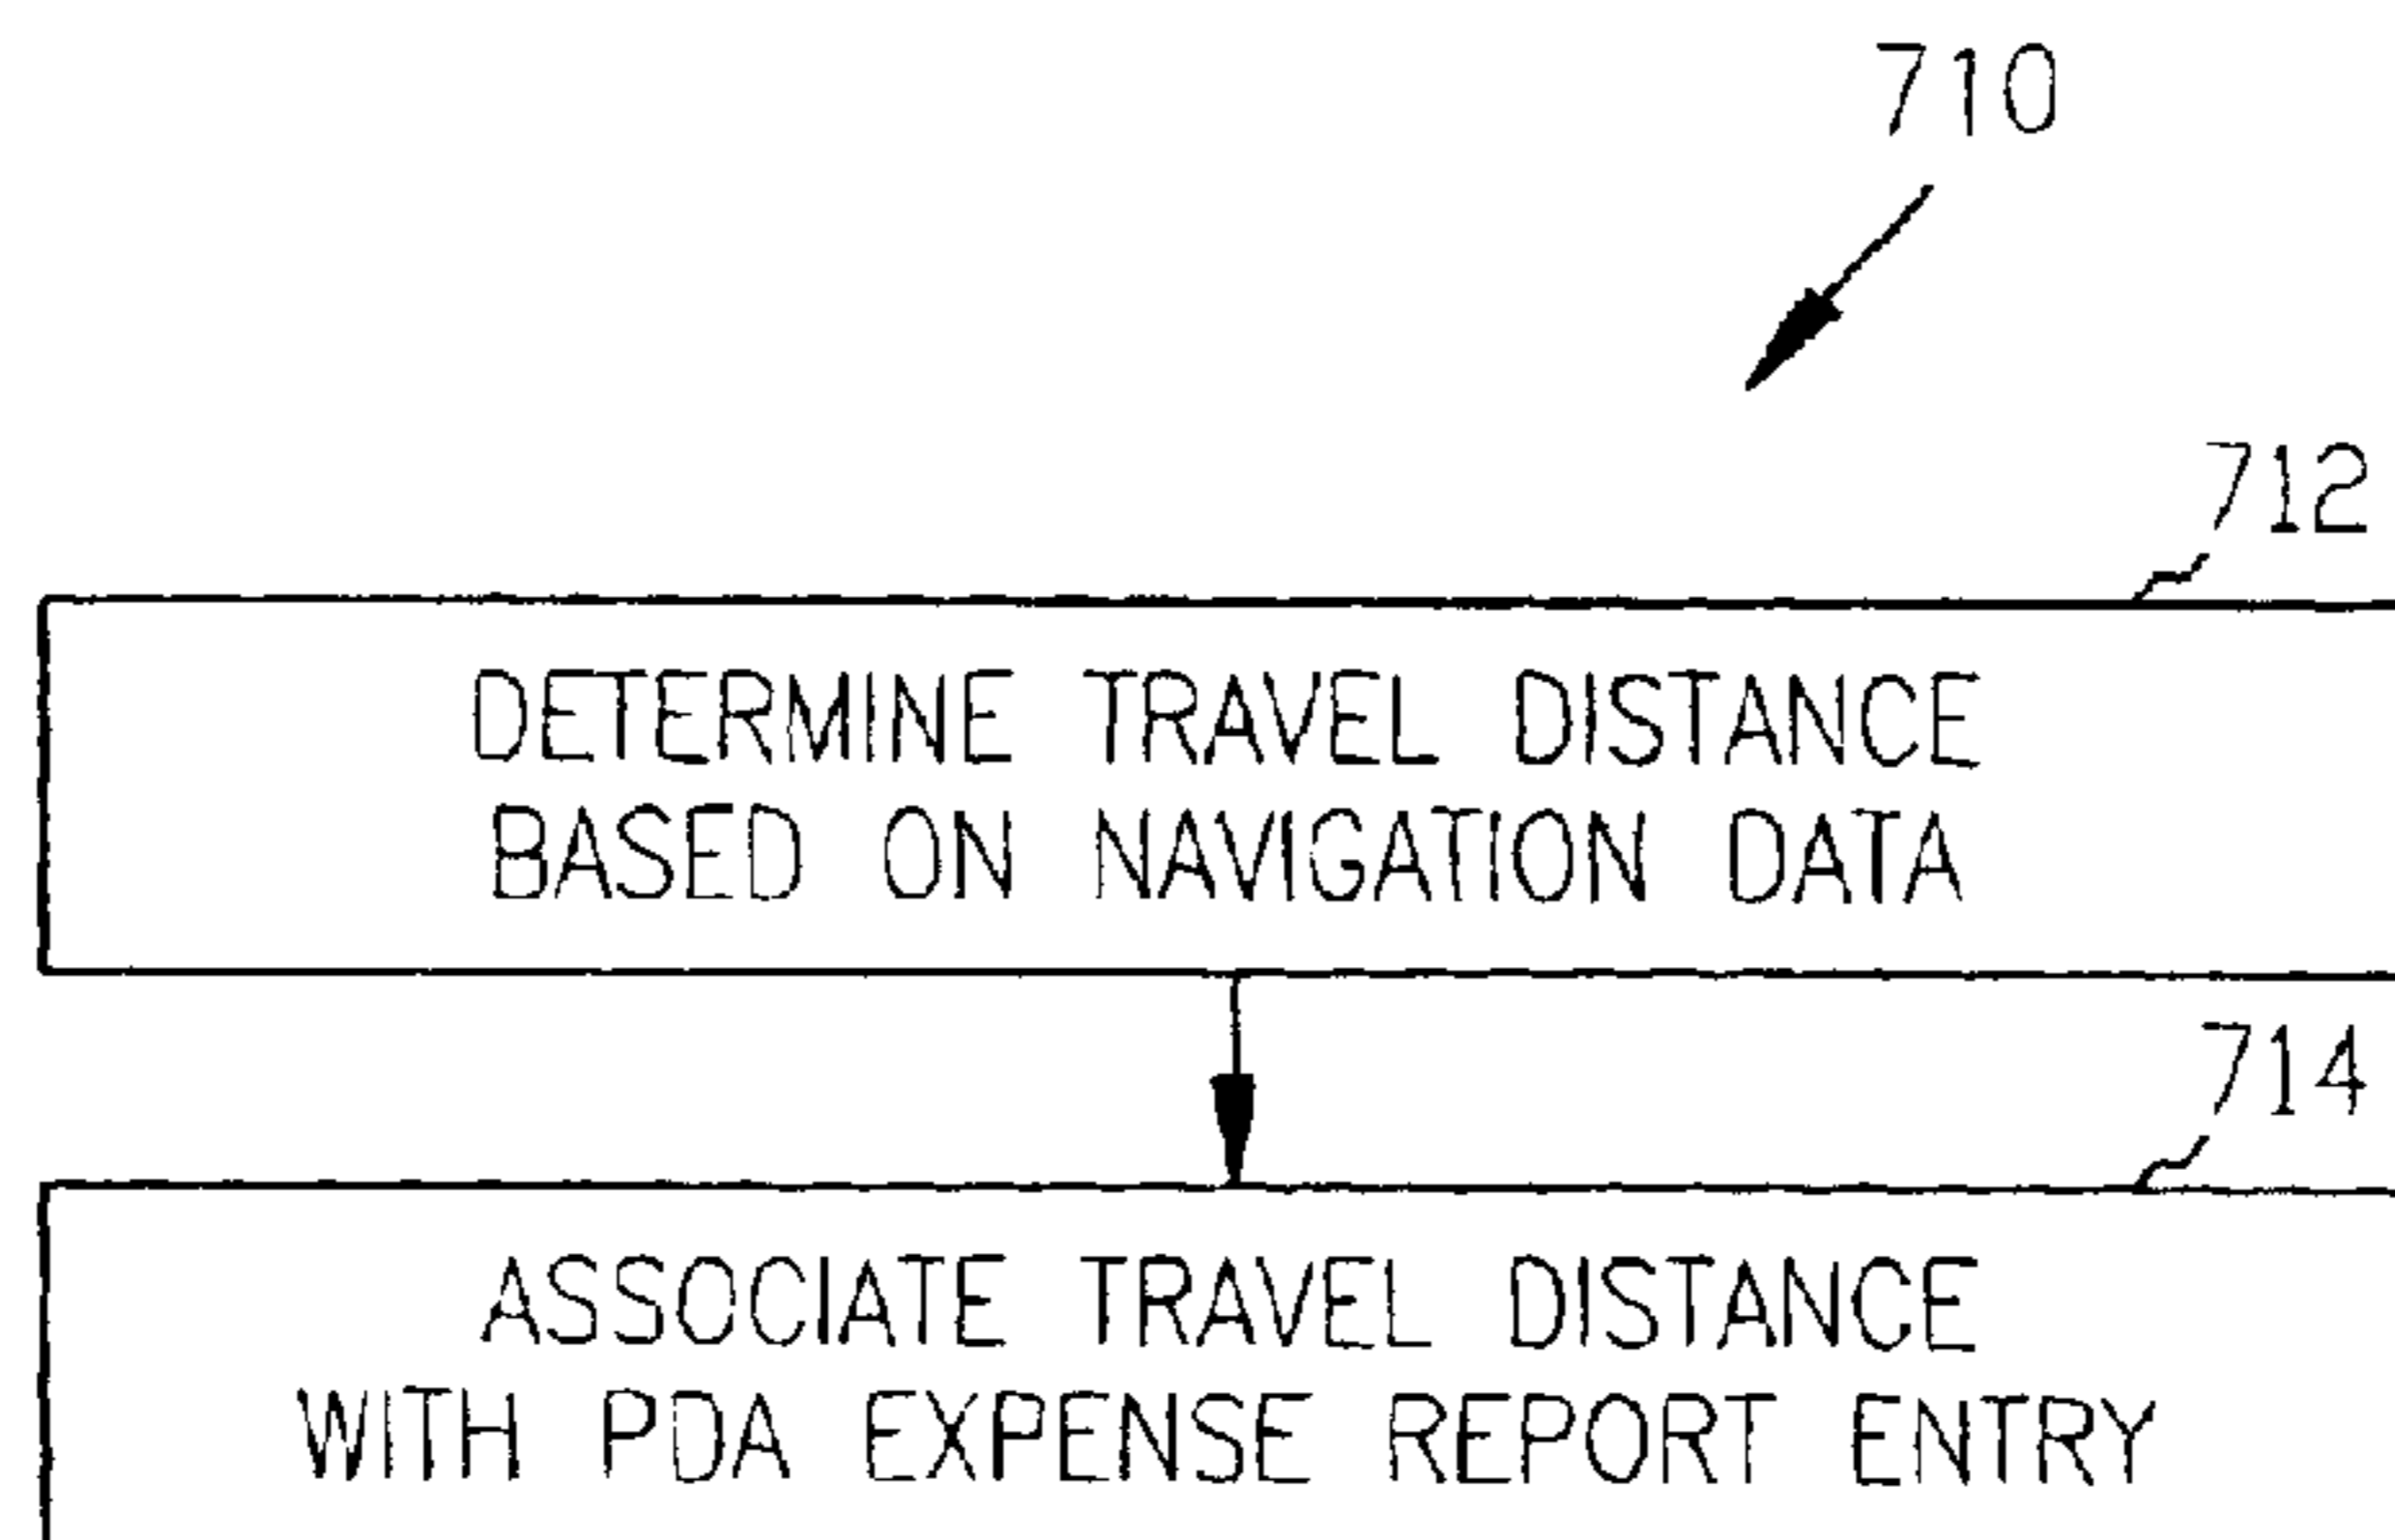 710
712
DETERMINE TRAVEL DISTANCE
BASED ON NAVIGATION DATA
714
ASSOCIATE TRAVEL DISTANCE
WITH PDA EXPENSE REPORT ENTRY